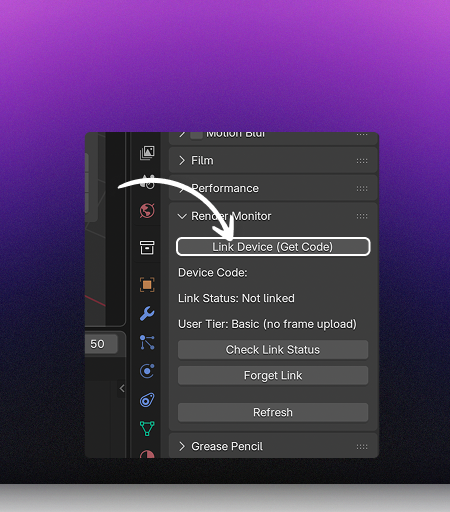 Motion Blur
Film
Performance
Render Monitor
Link Device (Get Code)
Device Code:
Link Status: Not linked
User Tier: Basic (no frame upload)
50
Check Link Status
Forget Link
Refresh
Grease Pencil